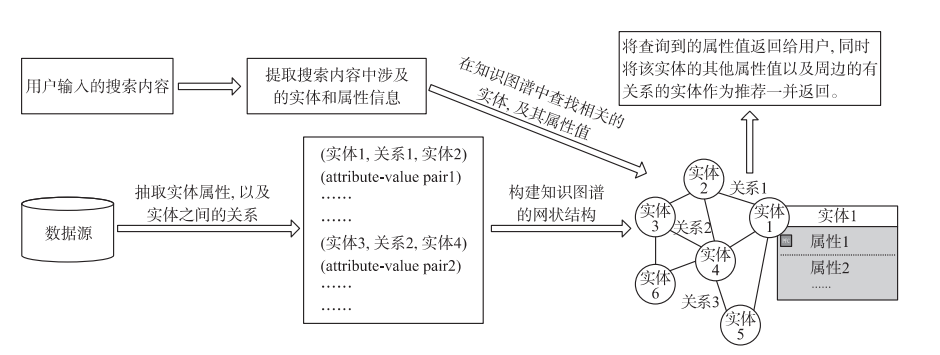 用户输入的搜索内容
提取搜索内容中涉及
的实体和属性信息
在知识图谱中查找相关的
实体, 及其属性值
将查询到的属性值返回给用户, 同时
将该实体的其他属性值以及周边的有
关系的实体作为推荐一并返回。
数据源
抽取实体属性, 以及
实体之间的关系
(实体1, 关系1, 实体2)
(attribute-value pair1)
……
……
(实体3, 关系2, 实体4)
(attribute-value pair2)
……
……
构建知识图谱
的网状结构
实体
2
关系1
实体
3
关系2
实体
1
实体
4
实体
6
关系3
实体
5
实体1
属性1
属性2
……